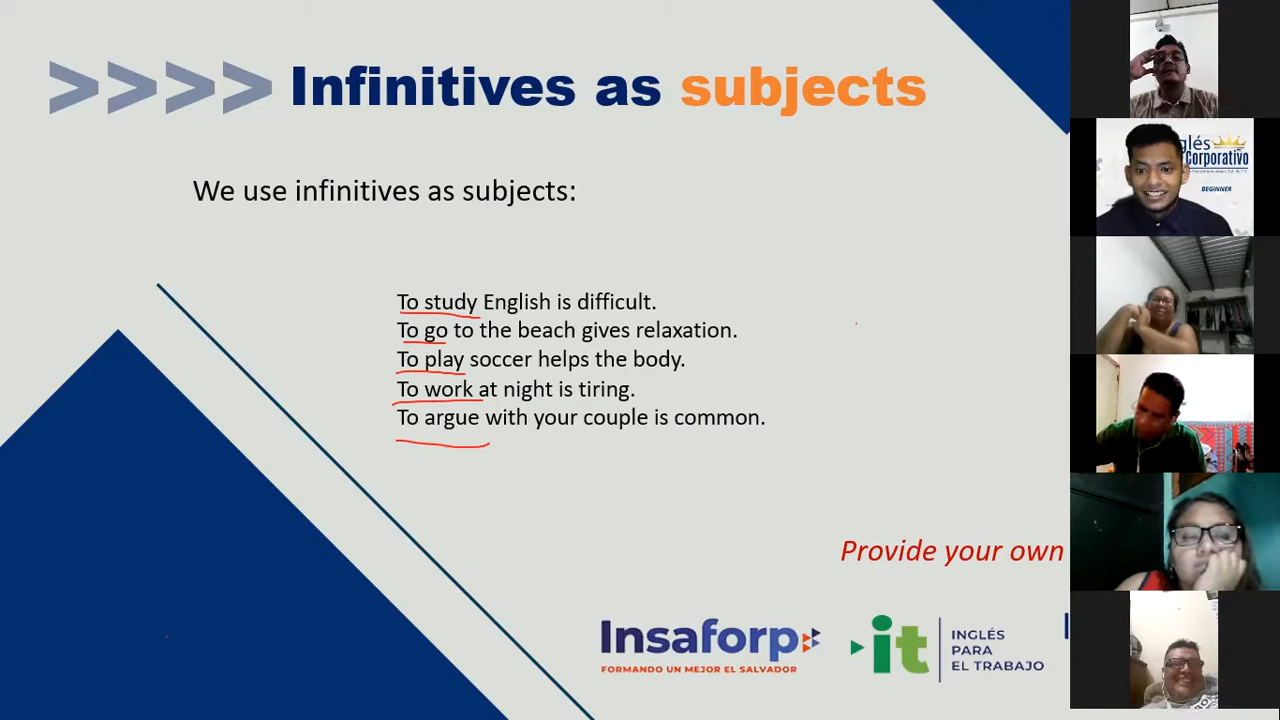 >>>> Infinitives as subjects
We use infinitives as subjects:
To study English is difficult.
To go to the beach gives relaxation.
To play soccer helps the body.
To work at night is tiring.
To argue with your couple is common.
Provide your own
Insaforp
FORMANDO UN MEJOR EL SALVADOR
it
INGLÉS
PARA
EL TRABAJO
glés
Corporativo
BEGINNER